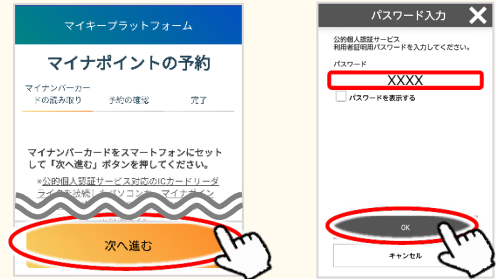 マイキープラットフォーム
マイナポイントの予約
マイナンバーカー
ドの読み取り
予約の確認
完了
マイナンバーカードをスマートフォンにセット
して「次へ進む」ボタンを押してください。
*公的個人認証サービス対応のICカードリーダ
次へ進む
パスワード入力
公的個人認証サービス
利用者証明用パスワードを入力してください。
パスワード
XXXX
パスワードを表示する
OK
キャンセル